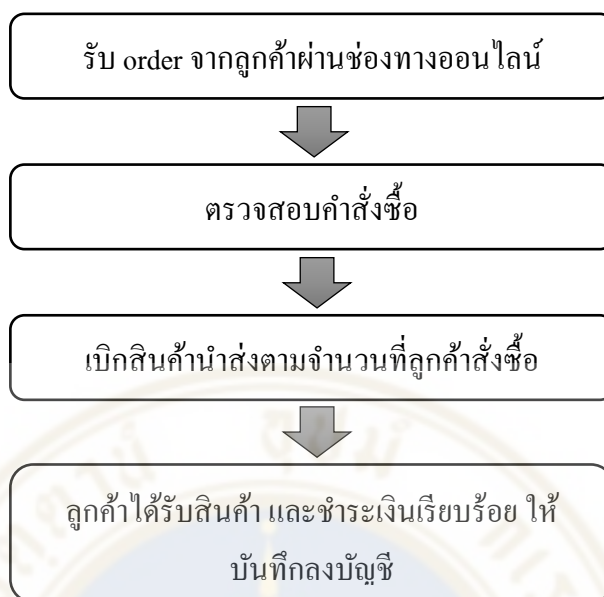 รับ order จากลูกค้าผ่านช่องทางออนไลน์
ตรวจสอบคำสั่งซื้อ
เบิกสินค้านำส่งตามจำนวนที่ลูกค้าสั่งซื้อ
ลูกค้าได้รับสินค้า และชำระเงินเรียบร้อย ให้
บันทึกลงบัญชี